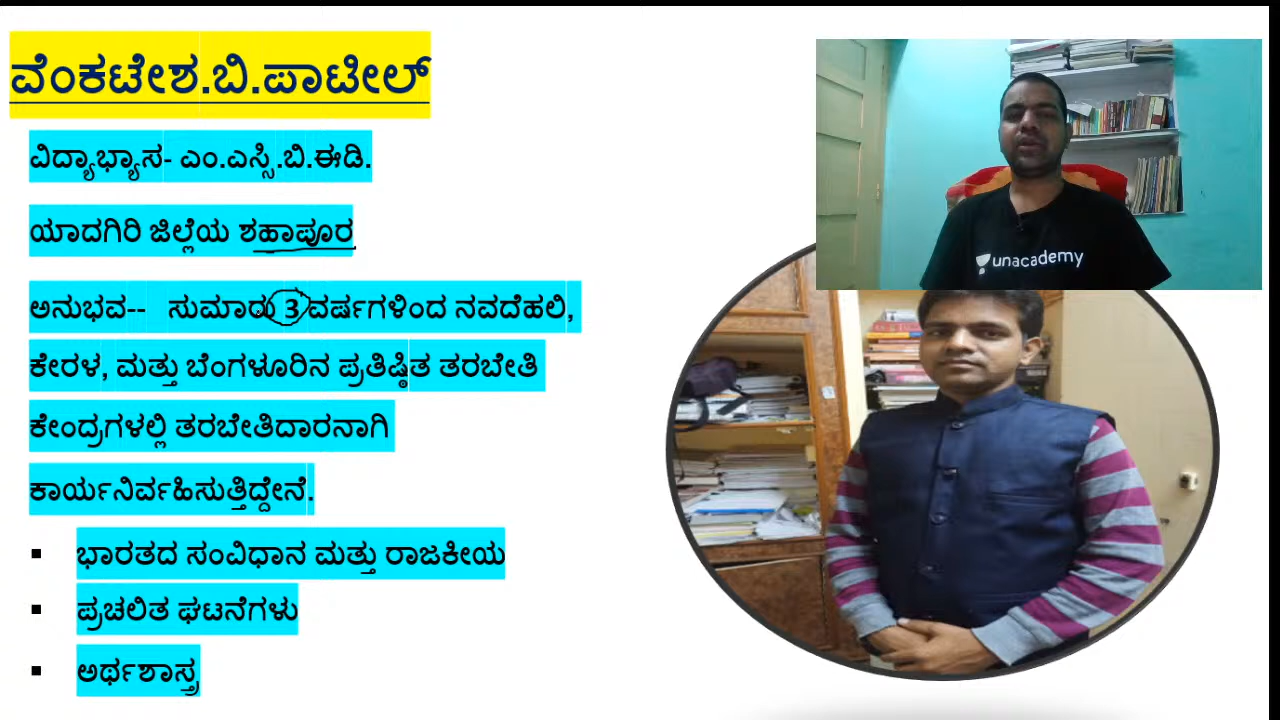 ವೆಂಕಟೇಶ.ಬಿ.ಪಾಟೀಲ್
ವಿದ್ಯಾಭ್ಯಾಸ- ಎಂ.ಎಸ್ಸಿ.ಬಿ.ಈಡಿ.
ಯಾದಗಿರಿ ಜಿಲ್ಲೆಯ ಶಹಾಪೂರ
ಅನುಭವ-- ಸುಮಾರು 3 ವರ್ಷಗಳಿಂದ ನವದೆಹಲಿ,
ಕೇರಳ, ಮತ್ತು ಬೆಂಗಳೂರಿನ ಪ್ರತಿಷ್ಠಿತ ತರಬೇತಿ
ಕೇಂದ್ರಗಳಲ್ಲಿ ತರಬೇತಿದಾರನಾಗಿ
ಕಾರ್ಯನಿರ್ವಹಿಸುತ್ತಿದ್ದೇನೆ.
▪ ಭಾರತದ ಸಂವಿಧಾನ ಮತ್ತು ರಾಜಕೀಯ
▪ ಪ್ರಚಲಿತ ಘಟನೆಗಳು
▪ ಅರ್ಥಶಾಸ್ತ್ರ
unacademy